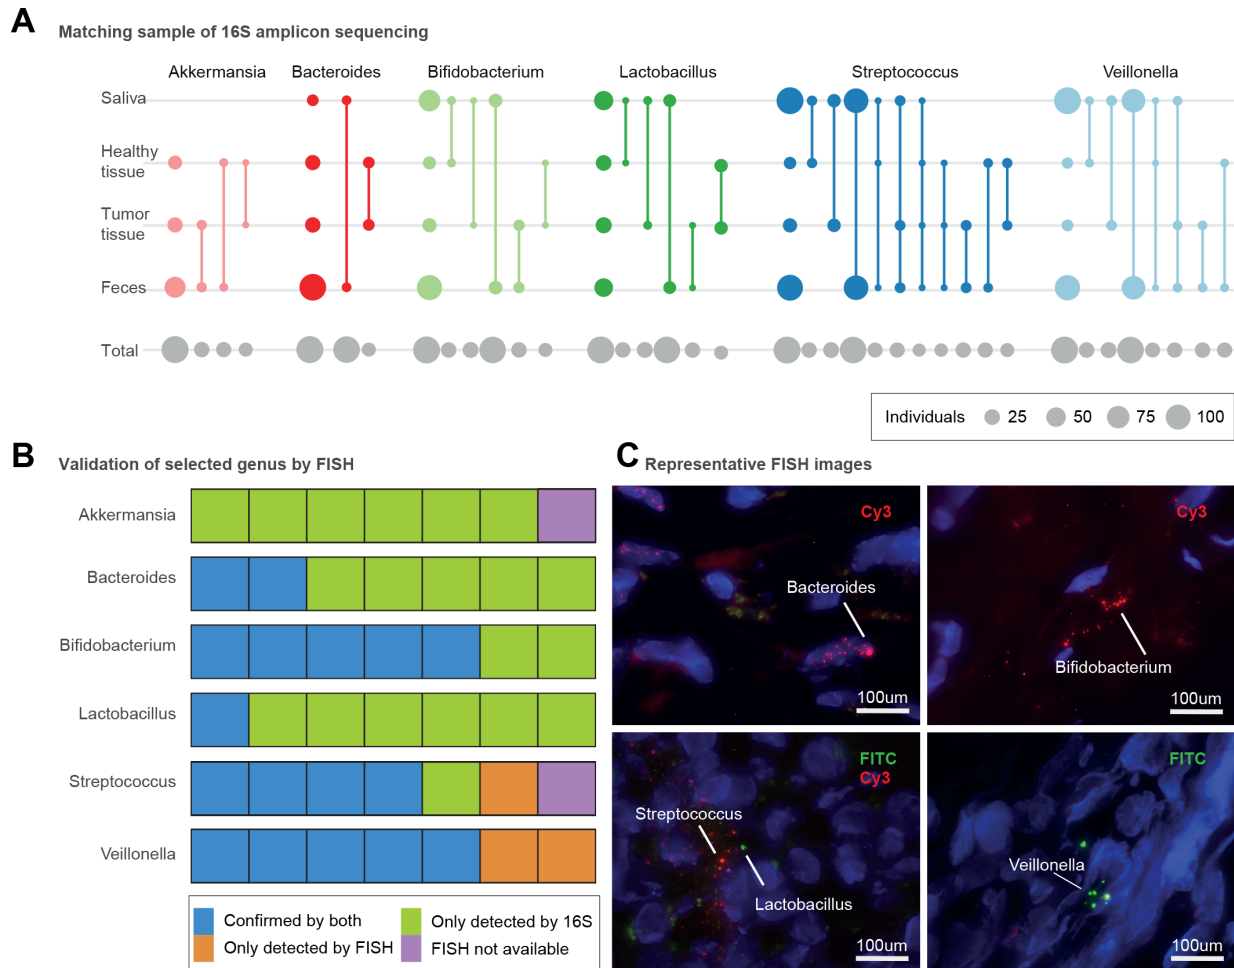 A
Matching sample of 16S amplicon sequencing
Akkermansia Bacteroides Bifidobacterium Lactobacillus Streptococcus Veillonella
Saliva
Healthy
tissue
Tumor
tissue
Feces
Total
Individuals 25 50 75 100
B
Validation of selected genus by FISH
Akkermansia
Bacteroides
Bifidobacterium
Lactobacillus
Streptococcus
Veillonella
Confirmed by both
Only detected by 16S
Only detected by FISH
FISH not available
C
Representative FISH images
Cy3
Bacteroides
100um
Cy3
Bifidobacterium
100um
FITC
Cy3
Streptococcus
Lactobacillus
100um
FITC
Veillonella
100um